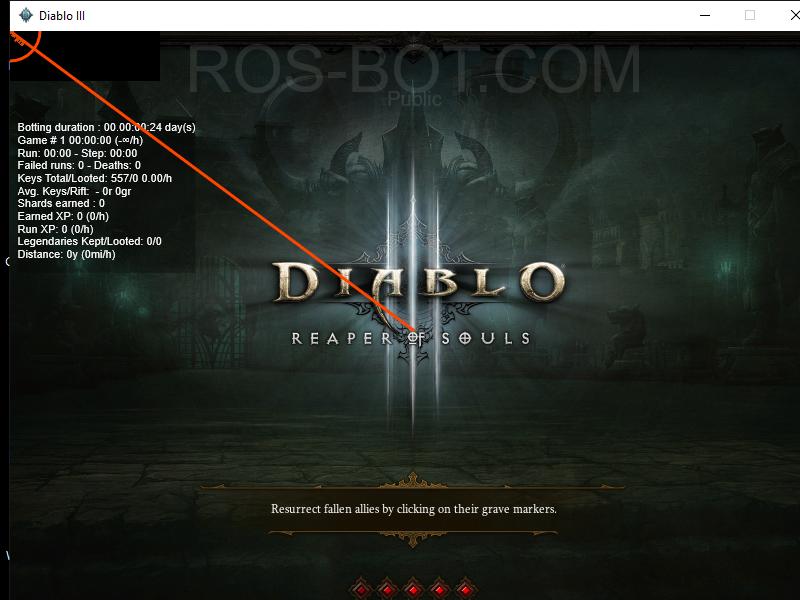 Diablo III
ROS-BOT.COM
Public
Botting duration : 00.00:00:24 day(s)
Game # 1 00:00:00 (-∞/h)
Run: 00:00 - Step: 00:00
Failed runs: 0 - Deaths: 0
Keys Total/Looted: 557/0 0.00/h
Avg. Keys/Rift:  - 0r 0gr
Shards earned : 0
Earned XP: 0 (0/h)
Run XP: 0 (0/h)
Legendaries Kept/Looted: 0/0
Distance: 0y (0mi/h)
DIABLO
REAPER OF SOULS
Resurrect fallen allies by clicking on their grave markers.